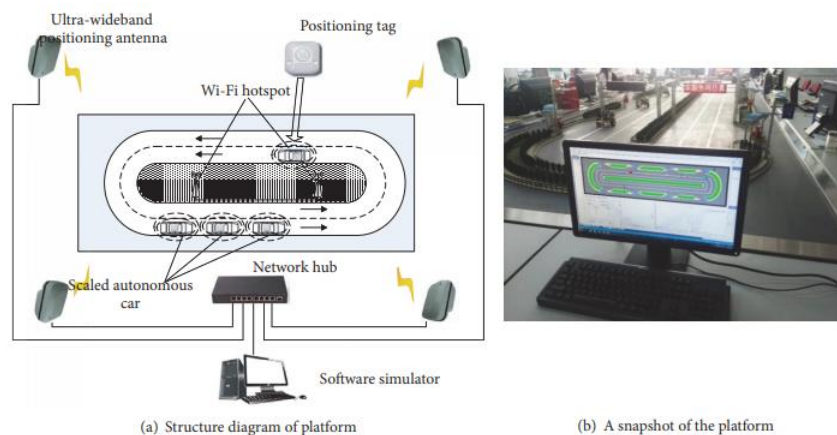 Ultra-wideband
positioning antenna
Positioning tag
Wi-Fi hotspot
Scaled autonomous
car
Network hub
Software simulator
(a) Structure diagram of platform
(b) A snapshot of the platform